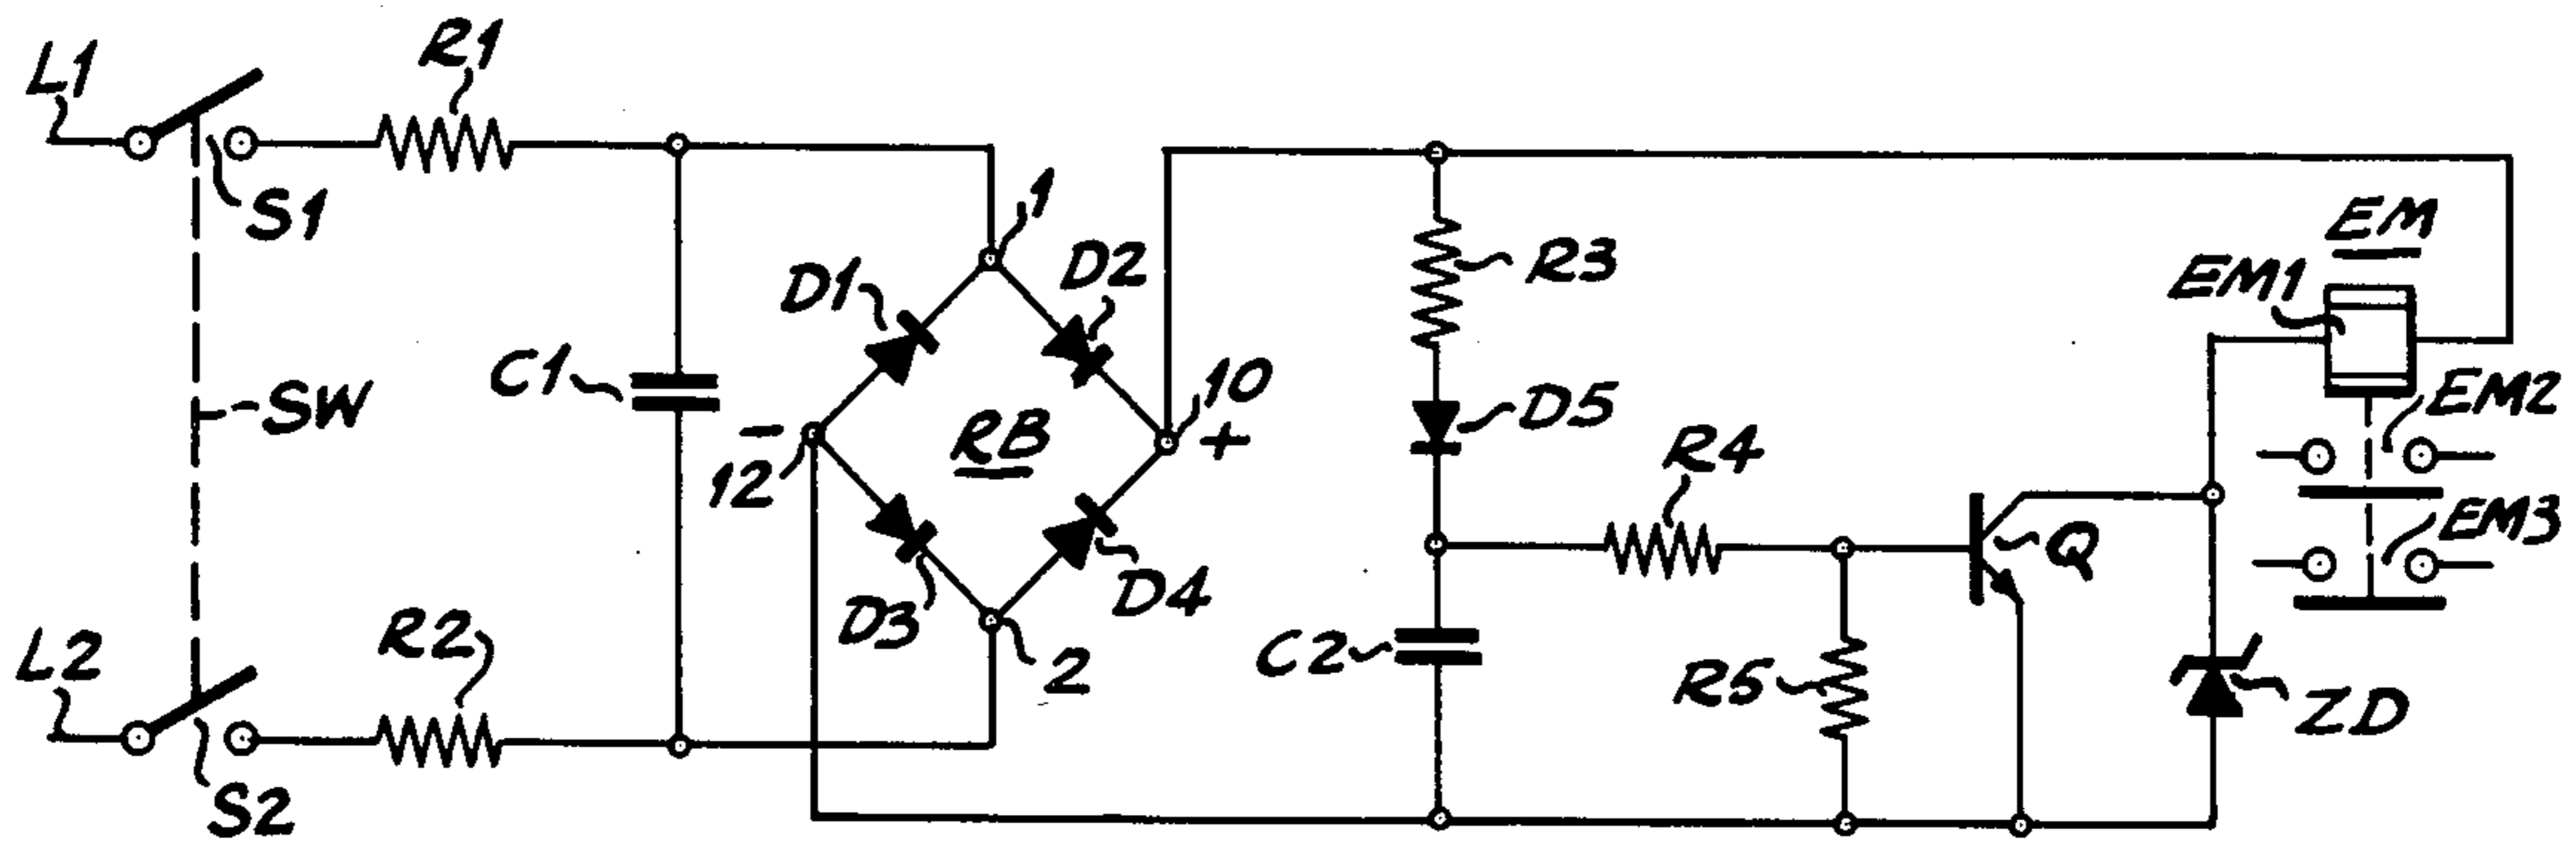 L1
R1
S1
SW
C1
D1
1
D2
RB
-
12
10
+
D3
D4
2
L2
R2
S2
R3
D5
R4
C2
R5
Q
EM
EM1
EM2
EM3
ZD